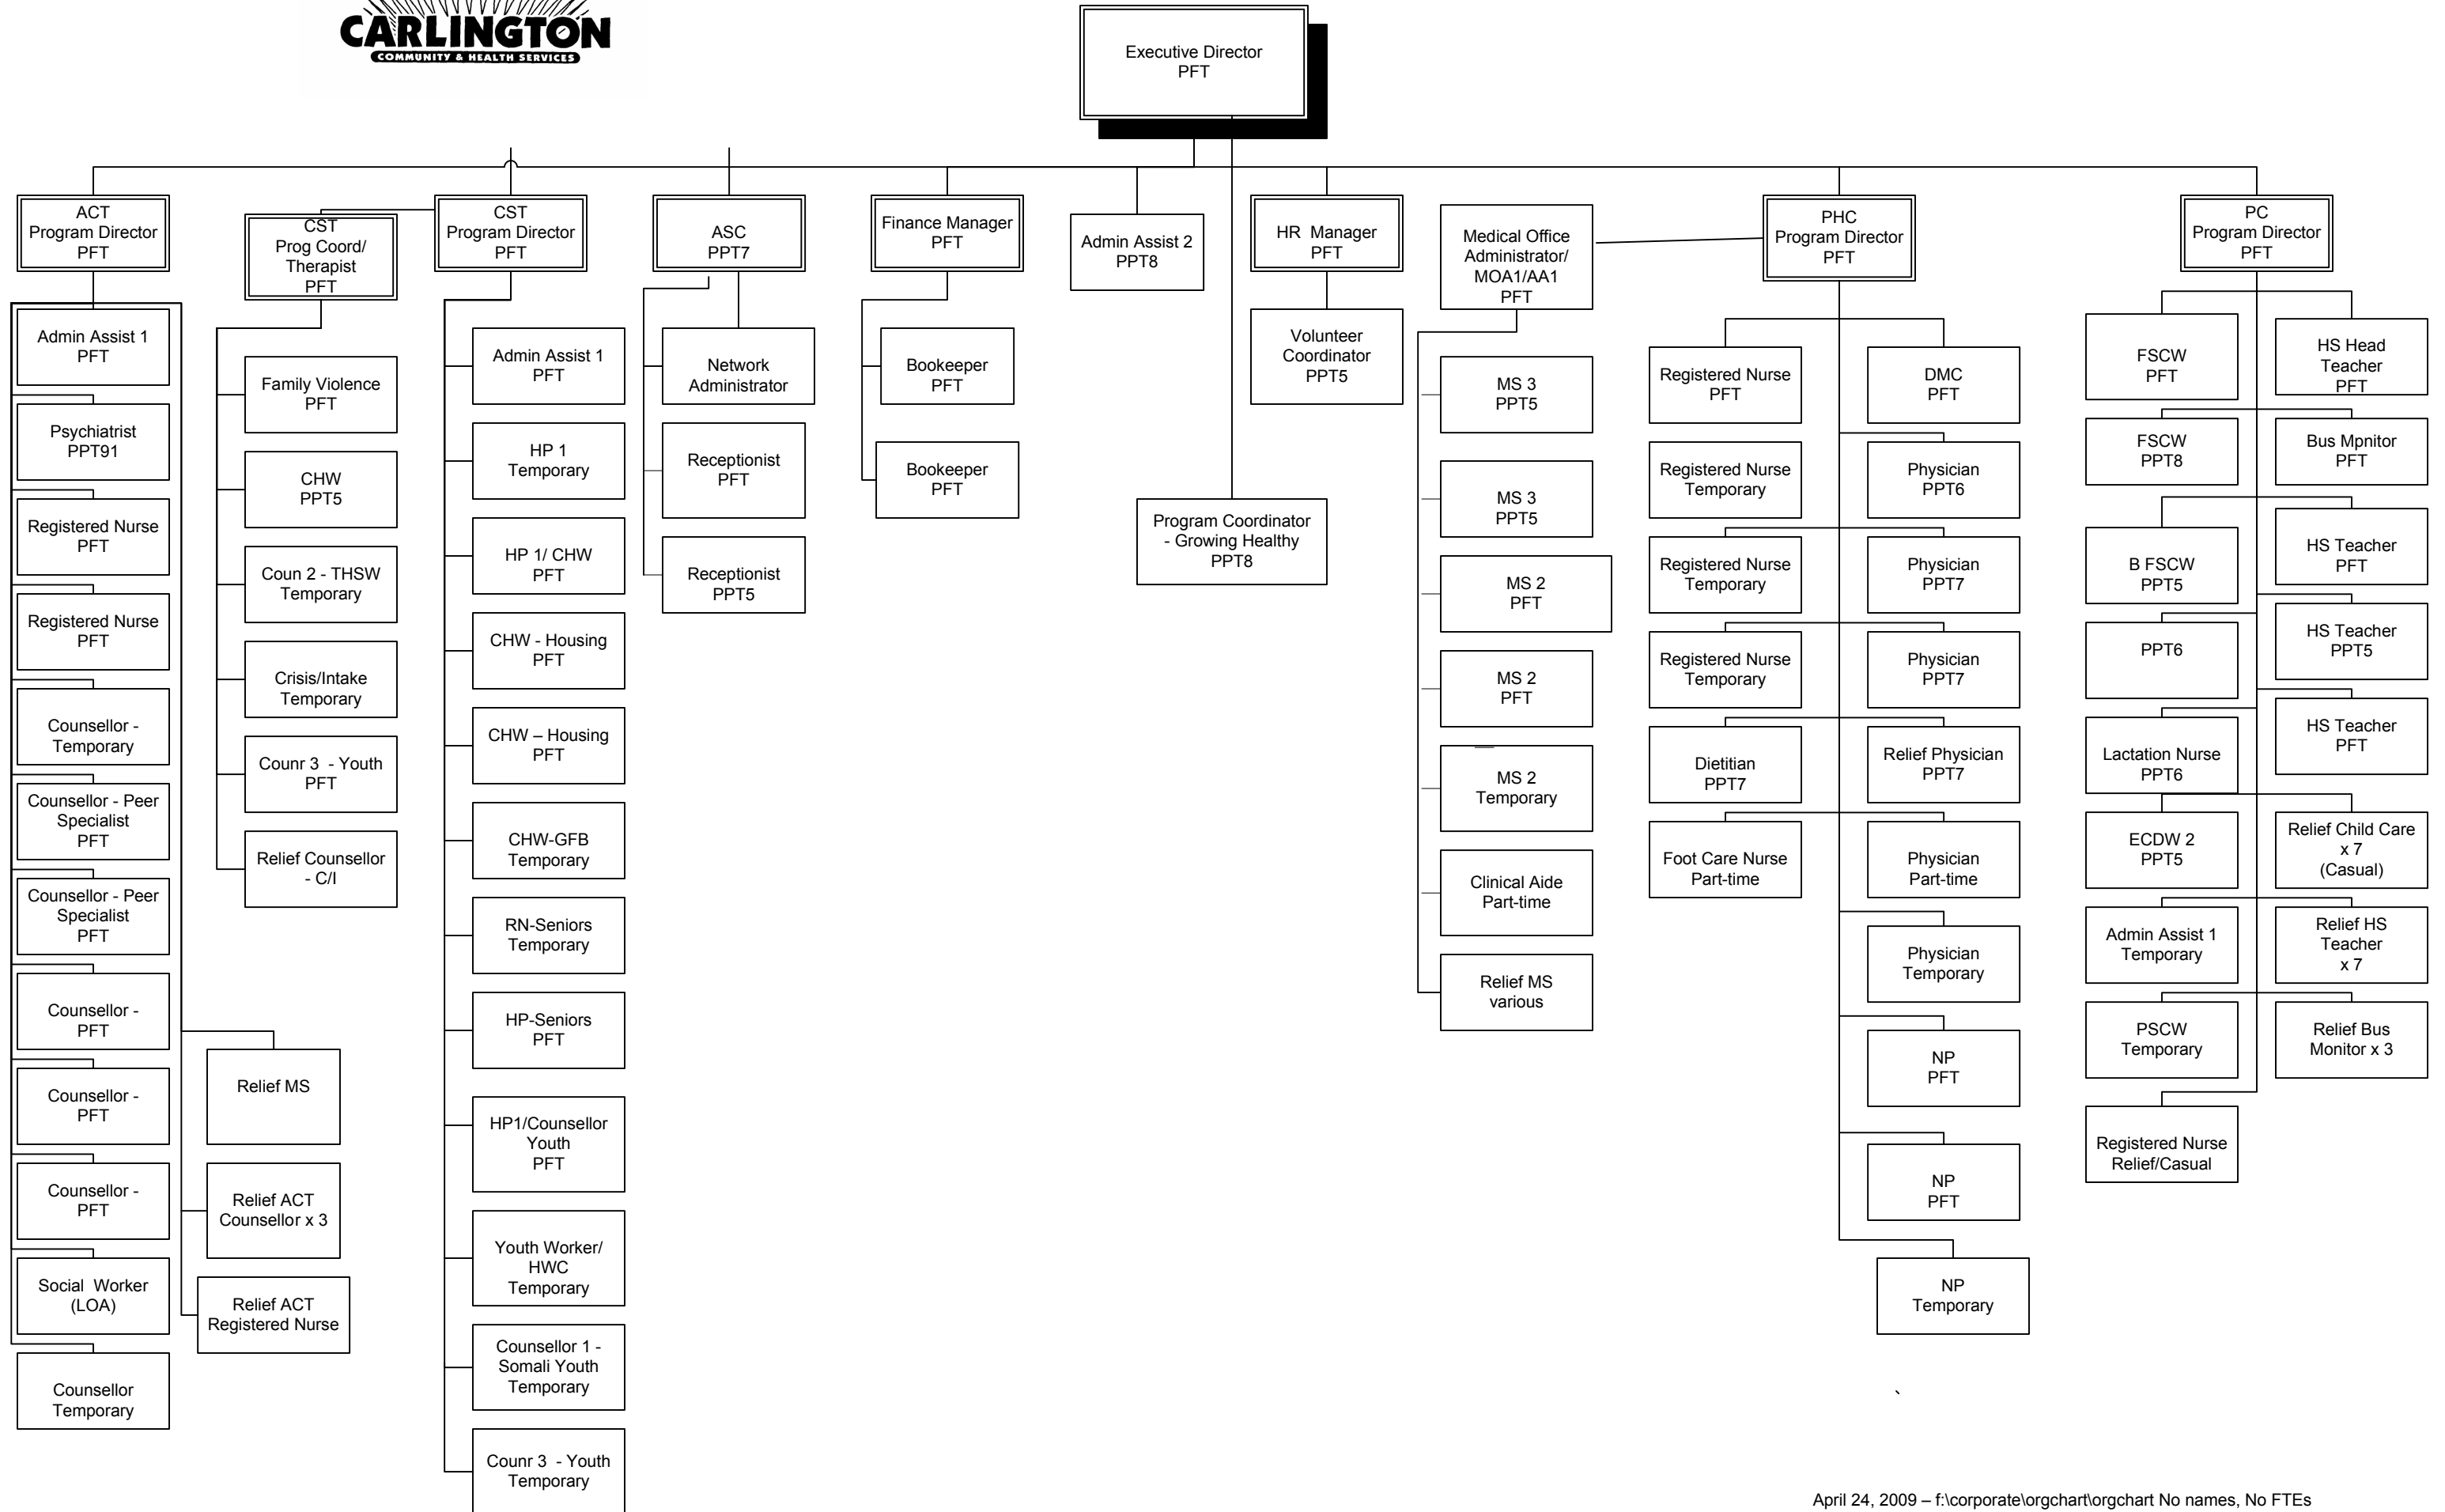 CARLINGTON
COMMUNITY & HEALTH SERVICES
Executive Director
PFT
ACT
Program Director
PFT
CST
Prog Coord/
Therapist
PFT
CST
Program Director
PFT
ASC
PPT7
Finance Manager
PFT
Admin Assist 2
PPT8
HR Manager
PFT
Medical Office
Administrator/
MOA1/AA1
PFT
PHC
Program Director
PFT
PC
Program Director
PFT
Admin Assist 1
PFT
Psychiatrist
PPT91
Registered Nurse
PFT
Registered Nurse
PFT
Counsellor -
Temporary
Counsellor - Peer
Specialist
PFT
Counsellor - Peer
Specialist
PFT
Counsellor -
PFT
Counsellor -
PFT
Counsellor -
PFT
Social Worker
(LOA)
Counsellor
Temporary
Relief MS
Relief ACT
Counsellor x 3
Relief ACT
Registered Nurse
Family Violence
PFT
CHW
PPT5
Coun 2 - THSW
Temporary
Crisis/Intake
Temporary
Counr 3 - Youth
PFT
Relief Counsellor
- C/I
Admin Assist 1
PFT
HP 1
Temporary
HP 1/ CHW
PFT
CHW - Housing
PFT
CHW – Housing
PFT
CHW-GFB
Temporary
RN-Seniors
Temporary
HP-Seniors
PFT
HP1/Counsellor
Youth
PFT
Youth Worker/
HWC
Temporary
Counsellor 1 -
Somali Youth
Temporary
Counr 3 - Youth
Temporary
Network
Administrator
Receptionist
PFT
Receptionist
PPT5
Bookeeper
PFT
Bookeeper
PFT
Program Coordinator
- Growing Healthy
PPT8
Volunteer
Coordinator
PPT5
MS 3
PPT5
MS 3
PPT5
MS 2
PFT
MS 2
PFT
MS 2
Temporary
Clinical Aide
Part-time
Relief MS
various
Registered Nurse
PFT
Registered Nurse
Temporary
Registered Nurse
Temporary
Registered Nurse
Temporary
Dietitian
PPT7
Foot Care Nurse
Part-time
DMC
PFT
Physician
PPT6
Physician
PPT7
Physician
PPT7
Relief Physician
PPT7
Physician
Part-time
Physician
Temporary
NP
PFT
NP
PFT
NP
Temporary
FSCW
PFT
FSCW
PPT8
B FSCW
PPT5
PPT6
Lactation Nurse
PPT6
ECDW 2
PPT5
Admin Assist 1
Temporary
PSCW
Temporary
Registered Nurse
Relief/Casual
HS Head
Teacher
PFT
Bus Mpnitor
PFT
HS Teacher
PFT
HS Teacher
PPT5
HS Teacher
PFT
Relief Child Care
x 7
(Casual)
Relief HS
Teacher
x 7
Relief Bus
Monitor x 3
`
April 24, 2009 – f:\corporate\orgchart\orgchart No names, No FTEs